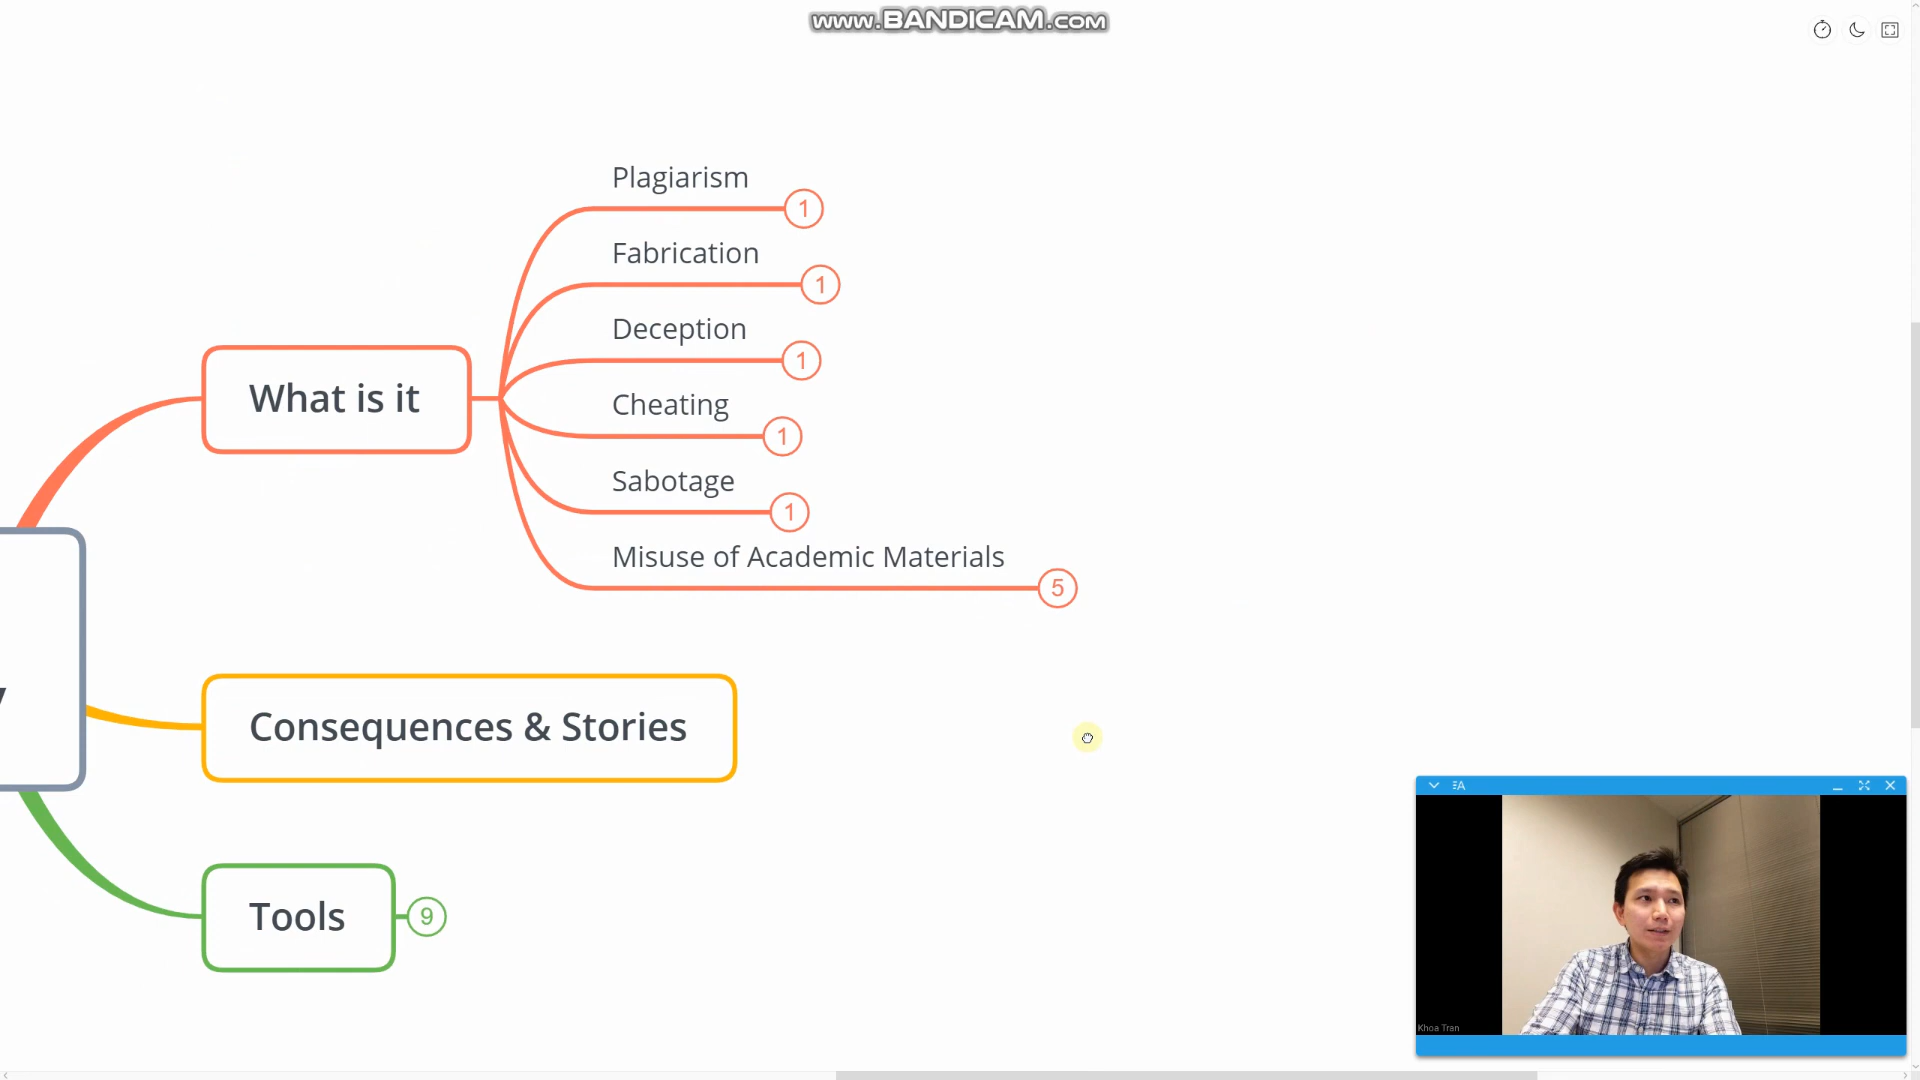 www.BANDICAM.com
Plagiarism
1
Fabrication
1
Deception
1
What is it
Cheating
1
Sabotage
1
Misuse of Academic Materials
5
y
Consequences & Stories
Tools
9
Khoa Tran